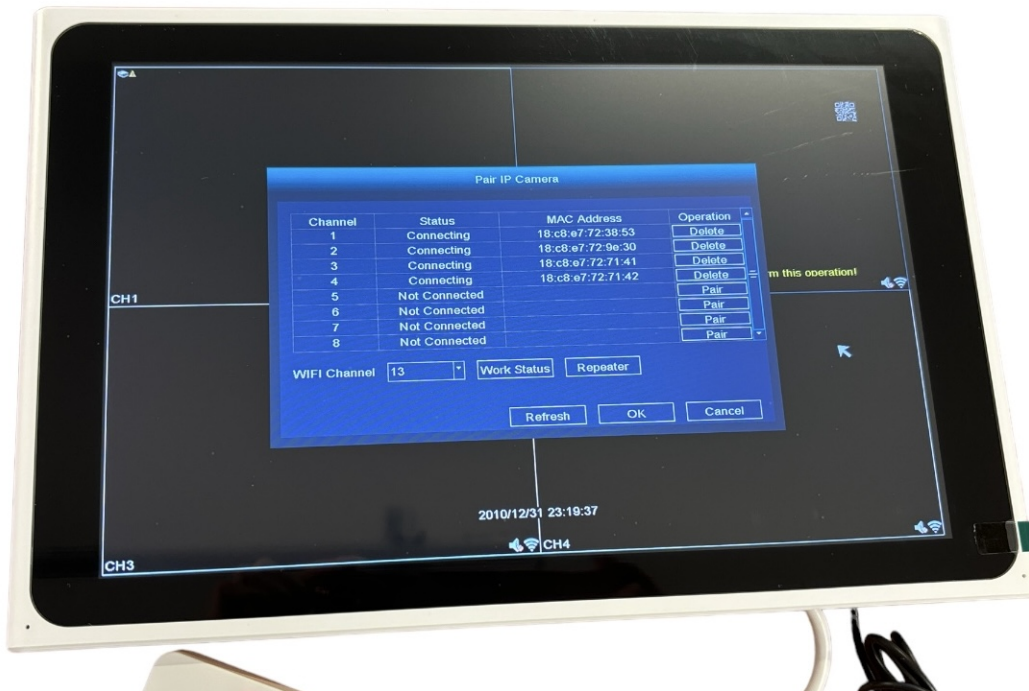 Pair IP Camera
Channel Status MAC Address Operation
1 Connecting 18:c8:e7:72:38:53 Delete
2 Connecting 18:c8:e7:72:9e:30 Delete
3 Connecting 18:c8:e7:72:71:41 Delete
4 Connecting 18:c8:e7:72:71:42 Delete
5 Not Connected Pair
6 Not Connected Pair
7 Not Connected Pair
8 Not Connected Pair
m this operation!
CH1
WIFI Channel 13 Work Status Repeater
Refresh OK Cancel
2010/12/31 23:19:37
CH3
CH4